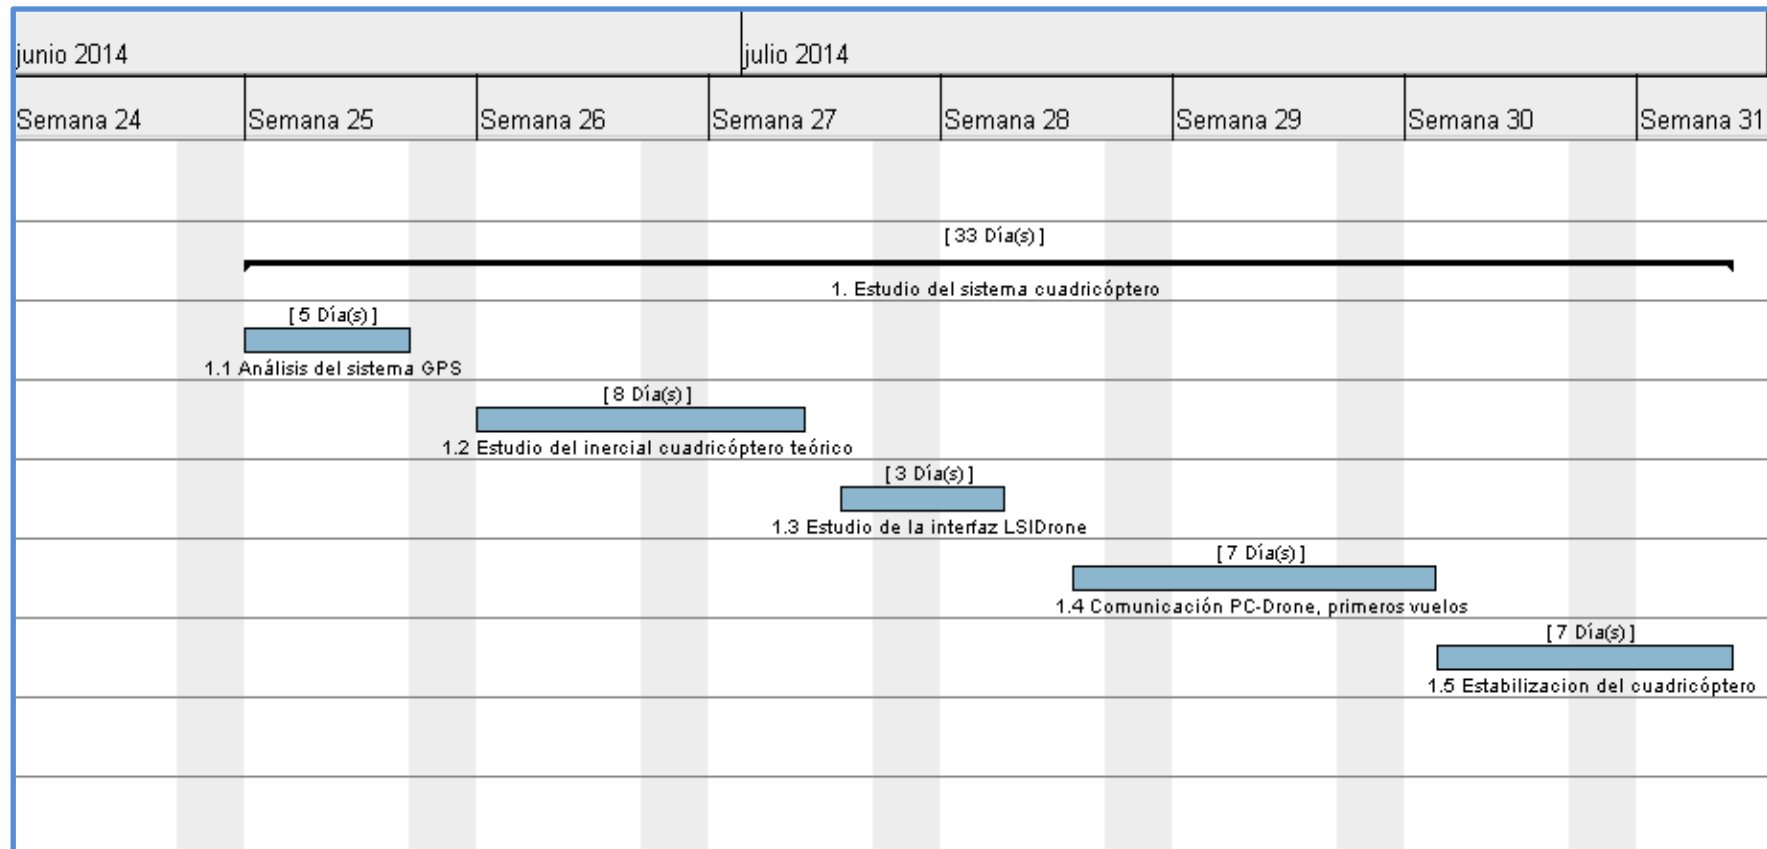 junio 2014
julio 2014
Semana 24
Semana 25
Semana 26
Semana 27
Semana 28
Semana 29
Semana 30
Semana 31
[ 33 Día(s) ]
1. Estudio del sistema cuadricóptero
[ 5 Día(s) ]
1.1 Análisis del sistema GPS
[ 8 Día(s) ]
1.2 Estudio del inercial cuadricóptero teórico
[ 3 Día(s) ]
1.3 Estudio de la interfaz LSIDrone
[ 7 Día(s) ]
1.4 Comunicación PC-Drone, primeros vuelos
[ 7 Día(s) ]
1.5 Estabilizacion del cuadricóptero